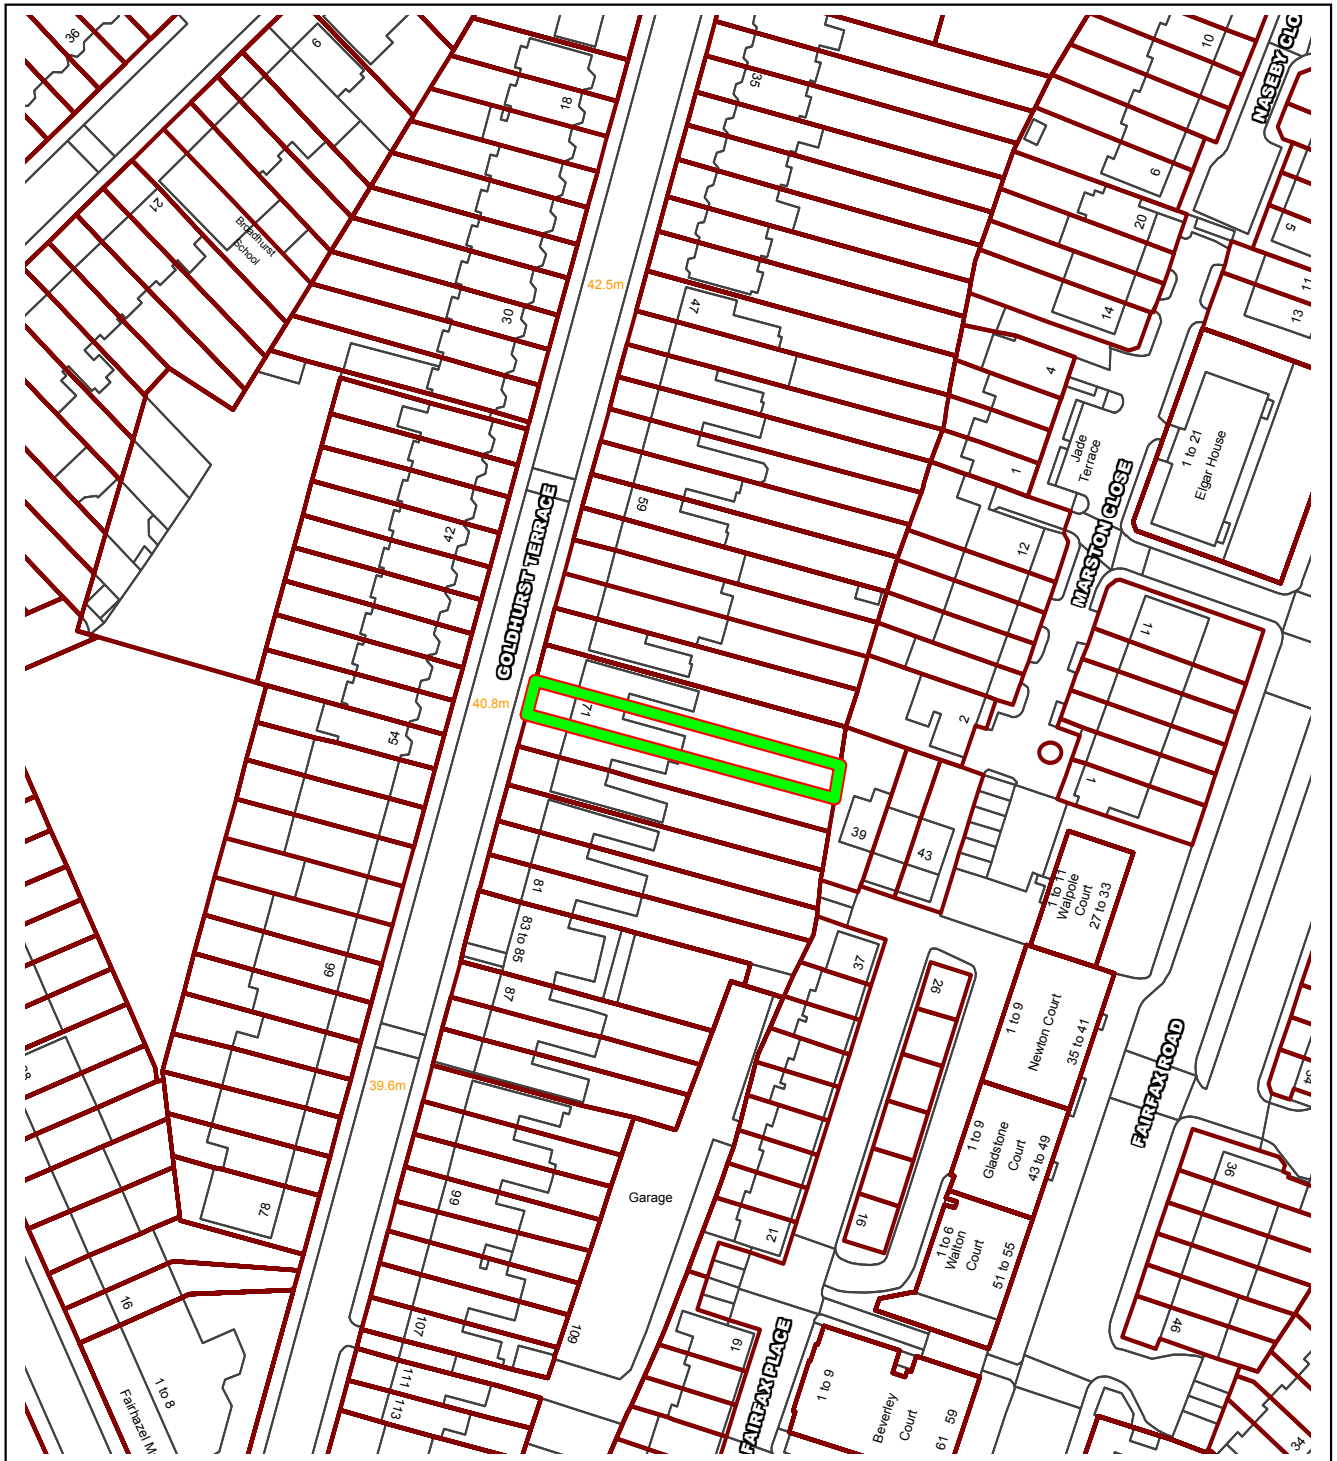 36
9
18
35
10
NASEBY CLO
6
20
5
21
Broadhurst
School
42.5m
30
47
14
11
13
4
1
Jade
Terrace
1 to 21
Elgar House
42
59
12
MARSTON CLOSE
GOLDHURST TERRACE
11
40.8m
71
54
2
1
39
43
1 to 11
Walpole
Court
27 to 33
81
83 to 85
87
66
37
26
1 to 9
Newton Court
35 to 41
FAIRFAX ROAD
39.6m
1 to 9
Gladstone
Court
43 to 49
99
Garage
36
78
21
16
1 to 6
Walton
Court
51 to 55
16
107
109
19
46
FAIRFAX PLACE
1 to 8
Fairhazel M
111
113
1 to 9
Beverley
Court
59
61
34